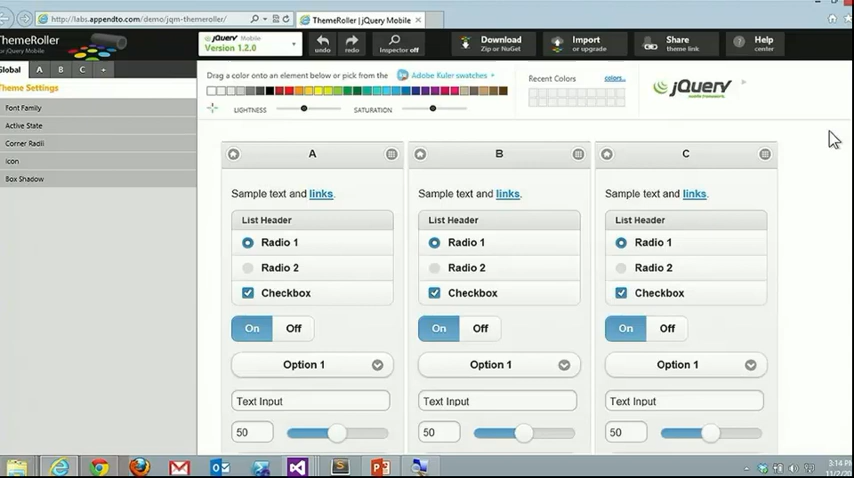 http://labs.appendto.com/demo/jqm-themeroller/
ThemeRoller | jQuery Mobile
ThemeRoller
for jQuery Mobile
jQuery Mobile
Version 1.2.0
undo
redo
Inspector off
Download
Zip or NuGet
Import
or upgrade
Share
theme link
Help
center
Global
A
B
C
+
Theme Settings
Font Family
Active State
Corner Radii
Icon
Box Shadow
Drag a color onto an element below or pick from the
Adobe Kuler swatches
LIGHTNESS
SATURATION
Recent Colors
colors...
jQuery
A
Sample text and links.
List Header
Radio 1
Radio 2
Checkbox
On Off
Option 1
Text Input
50
B
Sample text and links.
List Header
Radio 1
Radio 2
Checkbox
On Off
Option 1
Text Input
50
C
Sample text and links.
List Header
Radio 1
Radio 2
Checkbox
On Off
Option 1
Text Input
50
3:14 PM